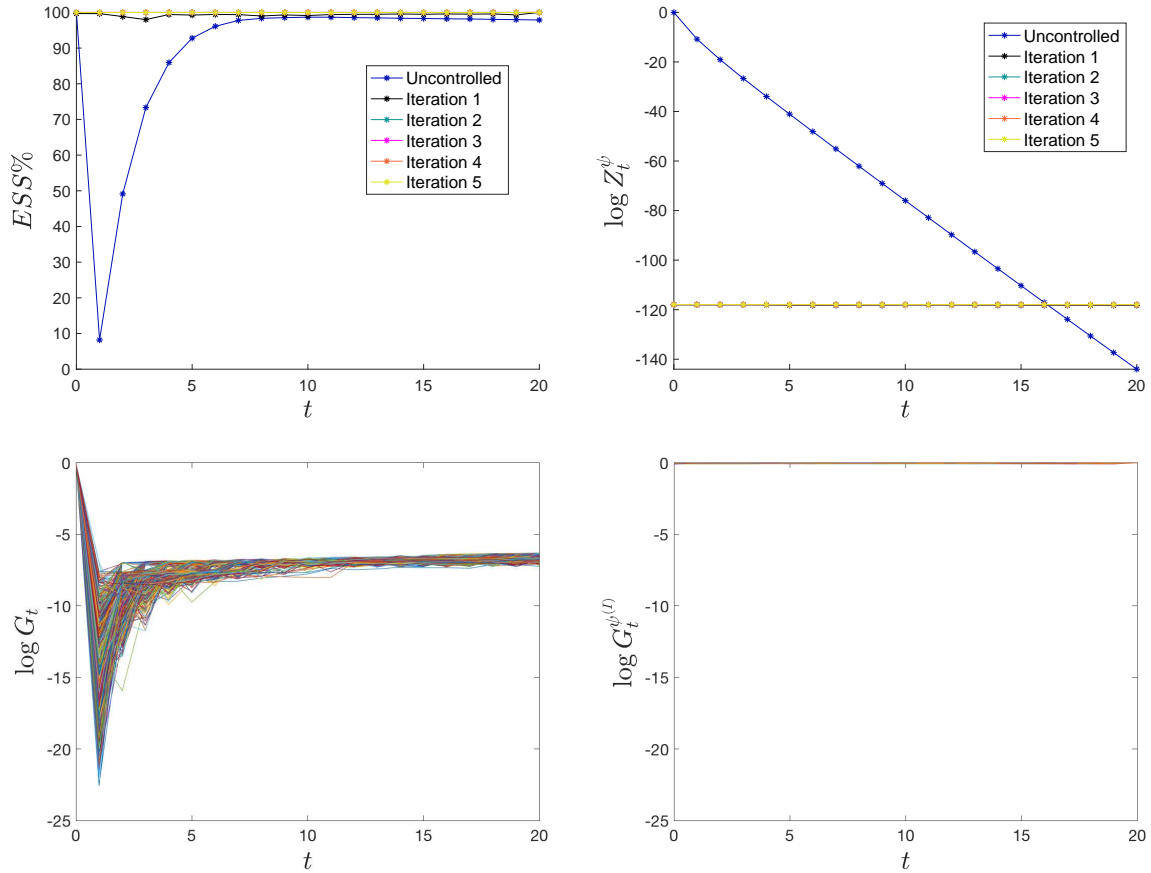 100
90
80
70
60
50
40
30
20
10
0
ESS%
0
5
10
15
20
t
Uncontrolled
Iteration 1
Iteration 2
Iteration 3
Iteration 4
Iteration 5
0
-20
-40
-60
-80
-100
-120
-140
log Z_t^ψ
0
5
10
15
20
t
Uncontrolled
Iteration 1
Iteration 2
Iteration 3
Iteration 4
Iteration 5
0
-5
-10
-15
-20
-25
log G_t
0
5
10
15
20
t
0
-5
-10
-15
-20
-25
log G_t^{ψ^{(I)}}
0
5
10
15
20
t